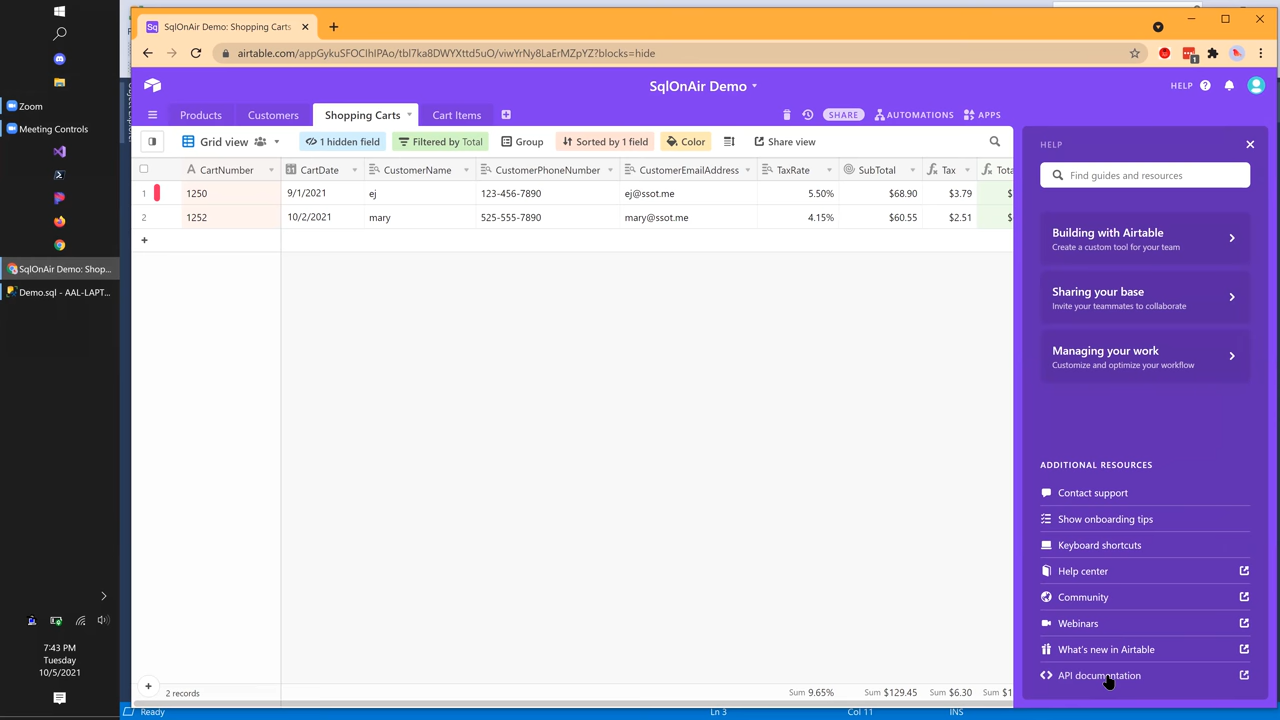 SqlOnAir Demo: Shopping Carts
airtable.com/appGykuSFOCIhIPAo/tbl7ka8DWYXttd5uO/viwYrNy8LaErMZpYZ?blocks=hide
SqlOnAir Demo
HELP
Products
Customers
Shopping Carts
Cart Items
SHARE
AUTOMATIONS
APPS
Grid view
1 hidden field
Filtered by Total
Group
Sorted by 1 field
Color
Share view
CartNumber CartDate CustomerName CustomerPhoneNumber CustomerEmailAddress TaxRate SubTotal Tax Tota
1 1250 9/1/2021 ej 123-456-7890 ej@ssot.me 5.50% $68.90 $3.79 $
2 1252 10/2/2021 mary 525-555-7890 mary@ssot.me 4.15% $60.55 $2.51 $
2 records
Sum 9.65% Sum $129.45 Sum $6.30 Sum $1
HELP
Find guides and resources
Building with Airtable
Create a custom tool for your team
Sharing your base
Invite your teammates to collaborate
Managing your work
Customize and optimize your workflow
ADDITIONAL RESOURCES
Contact support
Show onboarding tips
Keyboard shortcuts
Help center
Community
Webinars
What's new in Airtable
API documentation
Zoom
Meeting Controls
SqlOnAir Demo: Shop...
Demo.sql - AAL-LAPT...
7:43 PM
Tuesday
10/5/2021
Ready
Ln 3
Col 11
INS